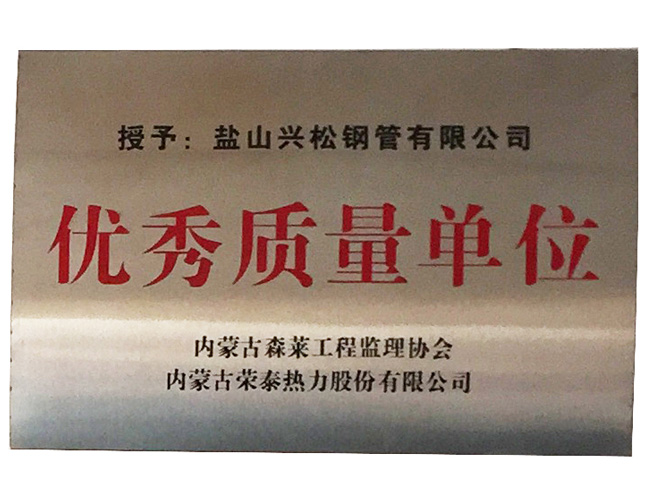 授予：盐山兴松钢管有限公司
优秀质量单位
内蒙古森莱工程监理协会
内蒙古荣泰热力股份有限公司